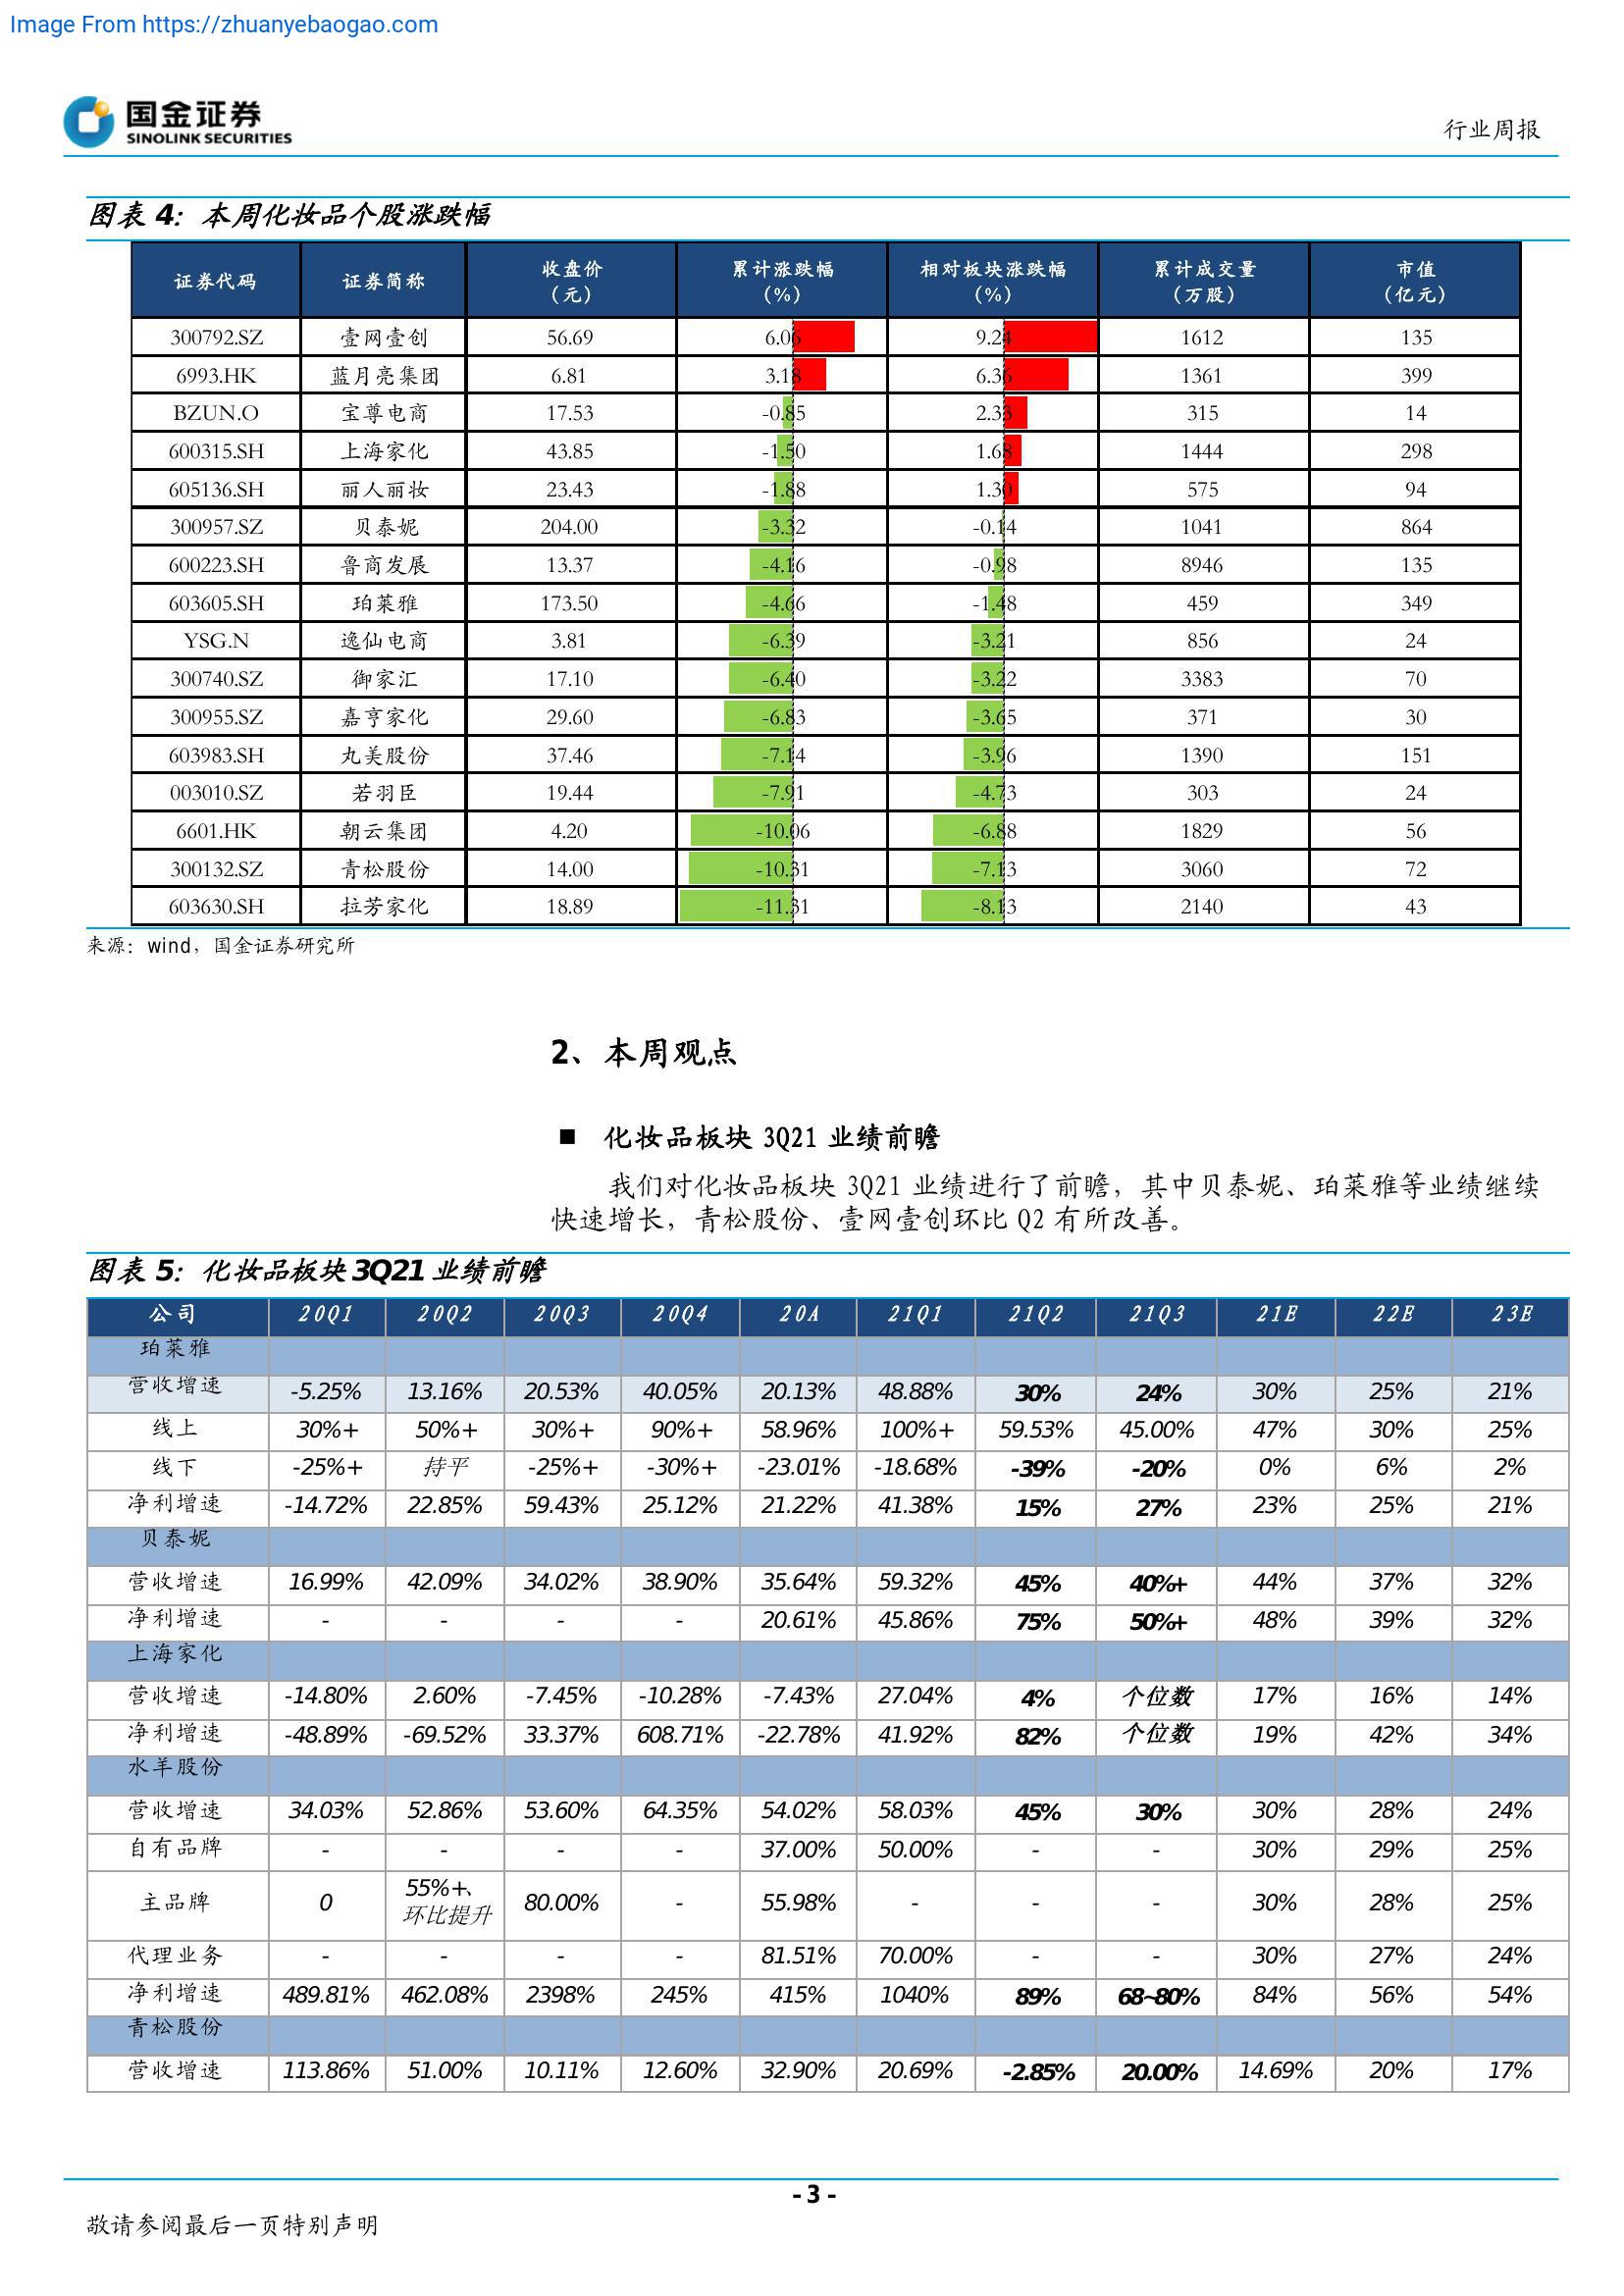 Image From https://zhuanyebaogao.com
国金证券
SINOLINK SECURITIES
行业周报
图表 4：本周化妆品个股涨跌幅
证券代码 证券简称 收盘价（元） 累计涨跌幅（%） 相对板块涨跌幅（%） 累计成交量（万股） 市值（亿元）
300792.SZ 壹网壹创 56.69 6.06 9.24 1612 135
6993.HK 蓝月亮集团 6.81 3.18 6.36 1361 399
BZUN.O 宝尊电商 17.53 -0.85 2.33 315 14
600315.SH 上海家化 43.85 -1.50 1.68 1444 298
605136.SH 丽人丽妆 23.43 -1.88 1.30 575 94
300957.SZ 贝泰妮 204.00 -3.32 -0.14 1041 864
600223.SH 鲁商发展 13.37 -4.16 -0.98 8946 135
603605.SH 珀莱雅 173.50 -4.66 -1.48 459 349
YSG.N 逸仙电商 3.81 -6.39 -3.21 856 24
300740.SZ 御家汇 17.10 -6.40 -3.22 3383 70
300955.SZ 嘉亨家化 29.60 -6.83 -3.65 371 30
603983.SH 丸美股份 37.46 -7.14 -3.96 1390 151
003010.SZ 若羽臣 19.44 -7.91 -4.73 303 24
6601.HK 朝云集团 4.20 -10.06 -6.88 1829 56
300132.SZ 青松股份 14.00 -10.31 -7.13 3060 72
603630.SH 拉芳家化 18.89 -11.31 -8.13 2140 43
来源：wind，国金证券研究所
2、本周观点
■ 化妆品板块 3Q21 业绩前瞻
我们对化妆品板块 3Q21 业绩进行了前瞻，其中贝泰妮、珀莱雅等业绩继续
快速增长，青松股份、壹网壹创环比 Q2 有所改善。
图表 5：化妆品板块 3Q21 业绩前瞻
公司 20Q1 20Q2 20Q3 20Q4 20A 21Q1 21Q2 21Q3 21E 22E 23E
珀莱雅
营收增速 -5.25% 13.16% 20.53% 40.05% 20.13% 48.88% 30% 24% 30% 25% 21%
线上 30%+ 50%+ 30%+ 90%+ 58.96% 100%+ 59.53% 45.00% 47% 30% 25%
线下 -25%+ 持平 -25%+ -30%+ -23.01% -18.68% -39% -20% 0% 6% 2%
净利增速 -14.72% 22.85% 59.43% 25.12% 21.22% 41.38% 15% 27% 23% 25% 21%
贝泰妮
营收增速 16.99% 42.09% 34.02% 38.90% 35.64% 59.32% 45% 40%+ 44% 37% 32%
净利增速 - - - - 20.61% 45.86% 75% 50%+ 48% 39% 32%
上海家化
营收增速 -14.80% 2.60% -7.45% -10.28% -7.43% 27.04% 4% 个位数 17% 16% 14%
净利增速 -48.89% -69.52% 33.37% 608.71% -22.78% 41.92% 82% 个位数 19% 42% 34%
水羊股份
营收增速 34.03% 52.86% 53.60% 64.35% 54.02% 58.03% 45% 30% 30% 28% 24%
自有品牌 - - - - 37.00% 50.00% - - 30% 29% 25%
主品牌 0 55%+、环比提升 80.00% - 55.98% - - - 30% 28% 25%
代理业务 - - - - 81.51% 70.00% - - 30% 27% 24%
净利增速 489.81% 462.08% 2398% 245% 415% 1040% 89% 68~80% 84% 56% 54%
青松股份
营收增速 113.86% 51.00% 10.11% 12.60% 32.90% 20.69% -2.85% 20.00% 14.69% 20% 17%
- 3 -
敬请参阅最后一页特别声明